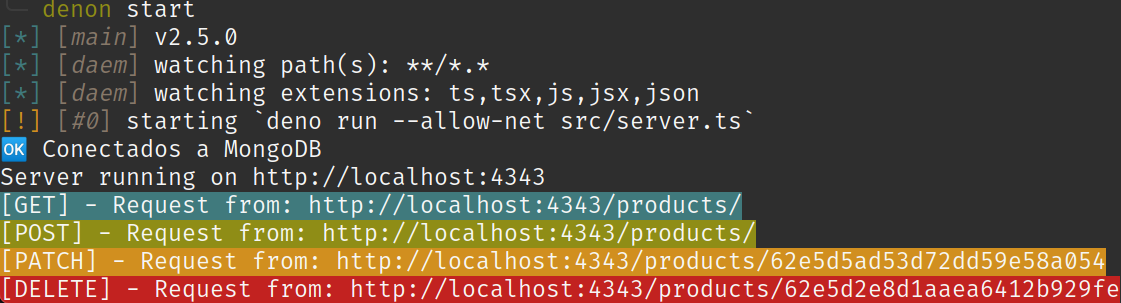 denon start
[*] [main] v2.5.0
[*] [daem] watching path(s): **/*.*
[*] [daem] watching extensions: ts,tsx,js,jsx,json
[!] [#0] starting `deno run --allow-net src/server.ts`
🆗 Conectados a MongoDB
Server running on http://localhost:4343
[GET] - Request from: http://localhost:4343/products/
[POST] - Request from: http://localhost:4343/products/
[PATCH] - Request from: http://localhost:4343/products/62e5d5ad53d72dd59e58a054
[DELETE] - Request from: http://localhost:4343/products/62e5d2e8d1aaea6412b929fe